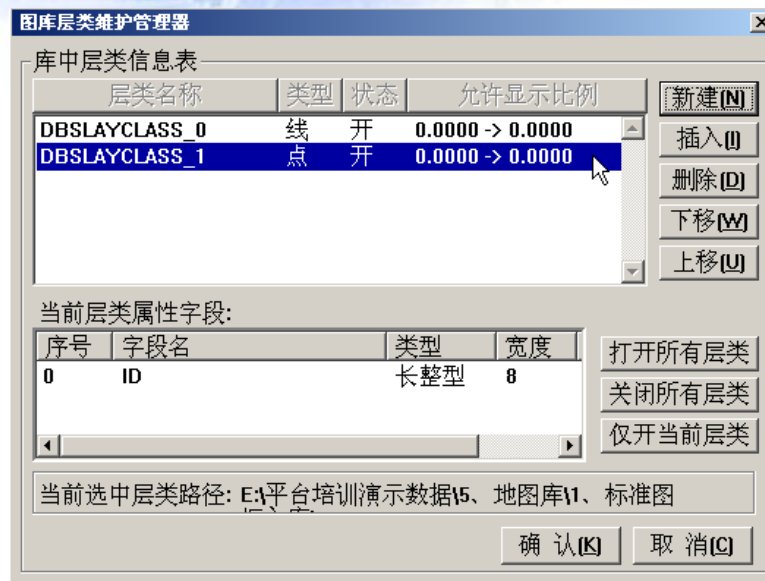 图库层类维护管理器
库中层类信息表
层类名称 类型 状态 允许显示比例
DBSLAYCLASS_0 线 开 0.0000 -> 0.0000
DBSLAYCLASS_1 点 开 0.0000 -> 0.0000
新建(N)
插入(I)
删除(D)
下移(W)
上移(U)
当前层类属性字段:
序号 字段名 类型 宽度
0 ID 长整型 8
打开所有层类
关闭所有层类
仅开当前层类
当前选中层类路径: E:\平台培训演示数据\5、地图库\1、标准图
确 认(K) 取 消(C)